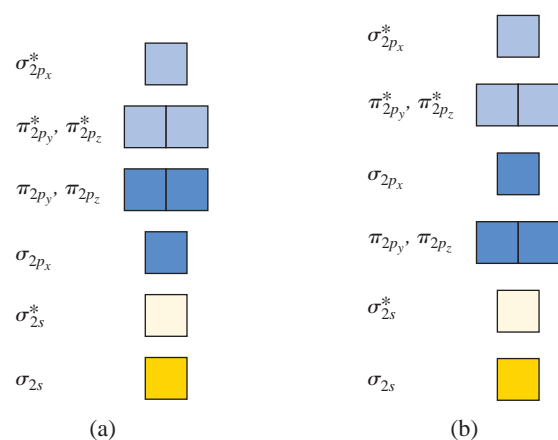 σ*2px
π*2py, π*2pz
π2py, π2pz
σ2px
σ*2s
σ2s
(a)
σ*2px
π*2py, π*2pz
σ2px
π2py, π2pz
σ*2s
σ2s
(b)